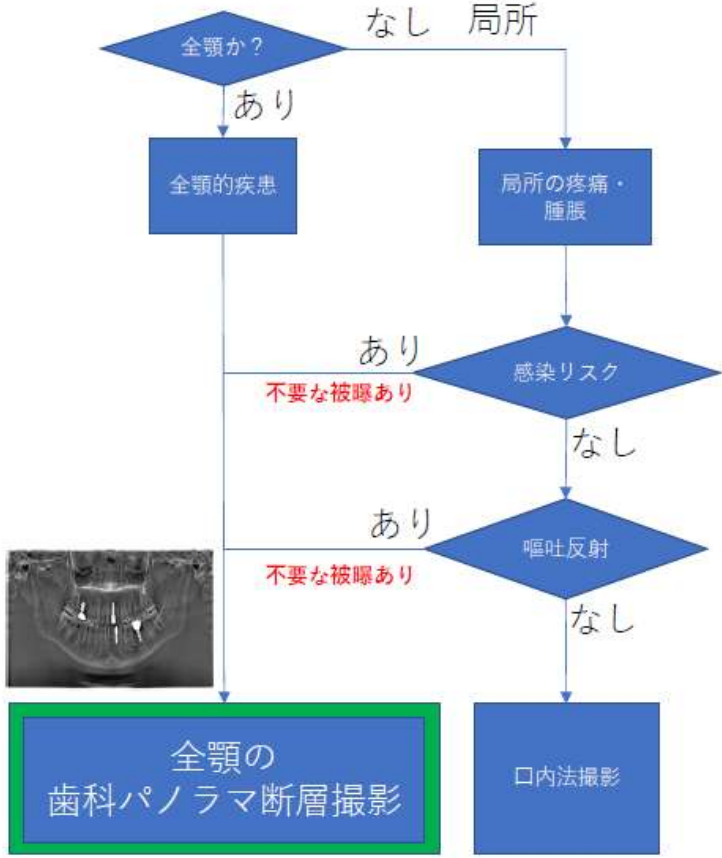 全顎か？
なし　局所
あり
全顎的疾患
局所の疼痛・
腫脹
あり
感染リスク
不要な被曝あり
なし
あり
嘔吐反射
不要な被曝あり
なし
全顎の
歯科パノラマ断層撮影
口内法撮影